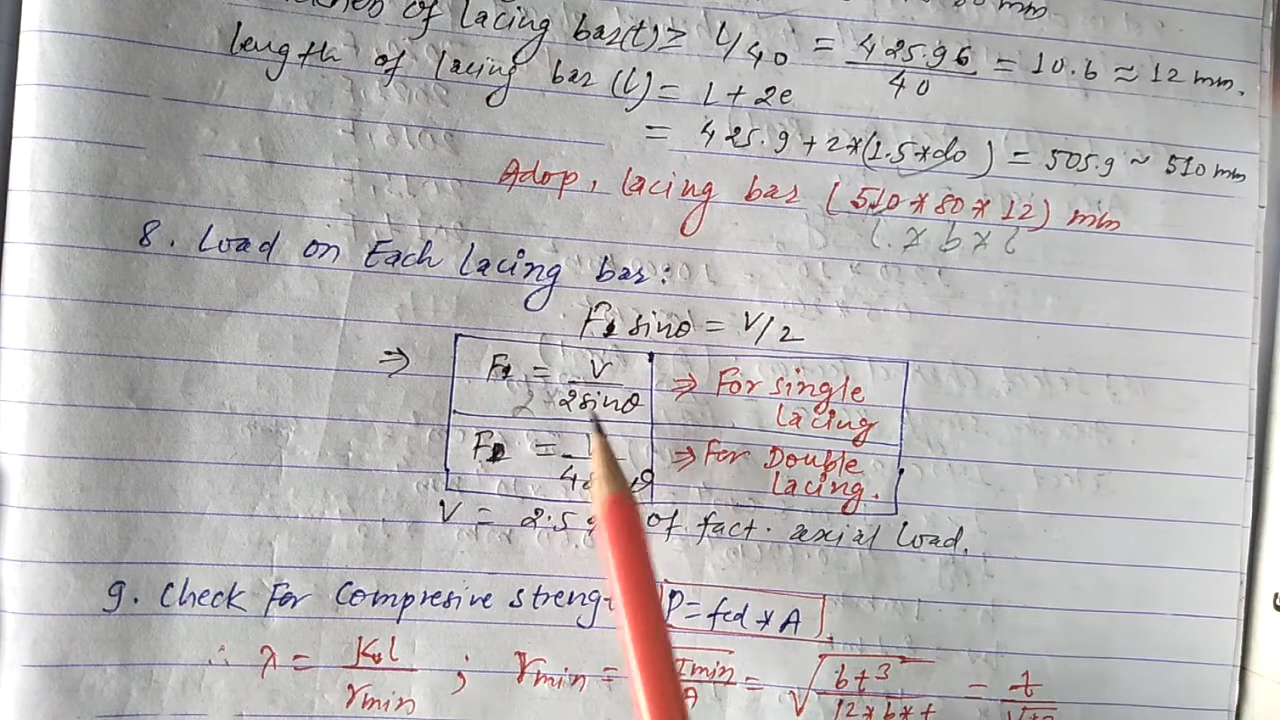 of lacing bar(t) ≥ L/40 = 425.96/40 = 10.6 ≈ 12 mm.
length of lacing bar (l) = L + 2e
= 425.9 + 2*(1.5*do) = 505.9 ~ 510 mm
Adop, lacing bar (510 * 80 * 12) mm
8. Load on Each lacing bar:
F sinθ = V/2
⇒ F = V/2sinθ ⇒ For single lacing
F = ⇒ For Double lacing.
V = 2.5 of fact. axial load.
9. Check For Compresive P = fcd * A
∴ λ = Kl/rmin ; rmin = √Imin/A = √bt³/12*b*t = t/√12